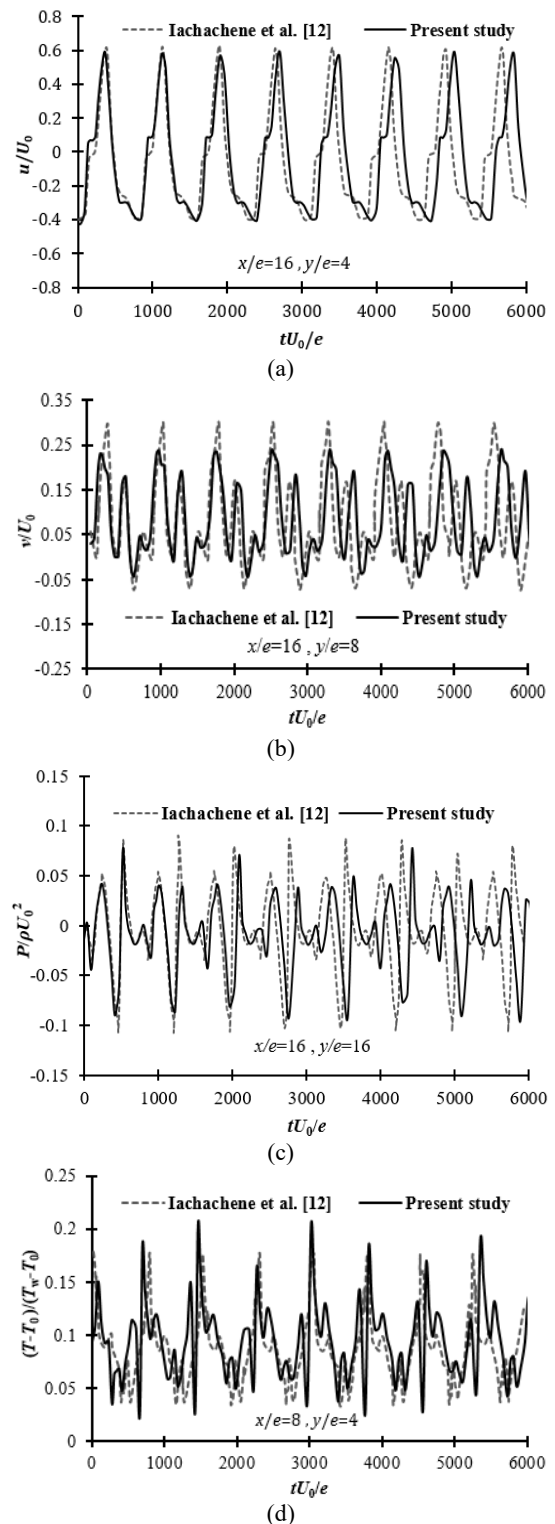 Iachachene et al. [12] Present study
0.8
0.6
0.4
0.2
0
-0.2
-0.4
0.6
-0.8
u/U₀
x/e=16 , y/e=4
0 1000 2000 3000 4000 5000 6000
tU₀/e
(a)
0.35
0.25
0.15
0.05
-0.05
-0.15
-0.25
v/U₀
Iachachene et al. [12] Present study
x/e=16 , y/e=8
0 1000 2000 3000 4000 5000 6000
tU₀/e
(b)
0.15
0.1
0.05
0
-0.05
-0.1
-0.15
P/ρU₀²
Iachachene et al. [12] Present study
x/e=16 , y/e=16
0 1000 2000 3000 4000 5000 6000
tU₀/e
(c)
0.25
0.2
0.15
0.1
0.05
0
(T-T₀)/(T_w-T₀)
Iachachene et al. [12] Present study
x/e=8 , y/e=4
0 1000 2000 3000 4000 5000 6000
tU₀/e
(d)